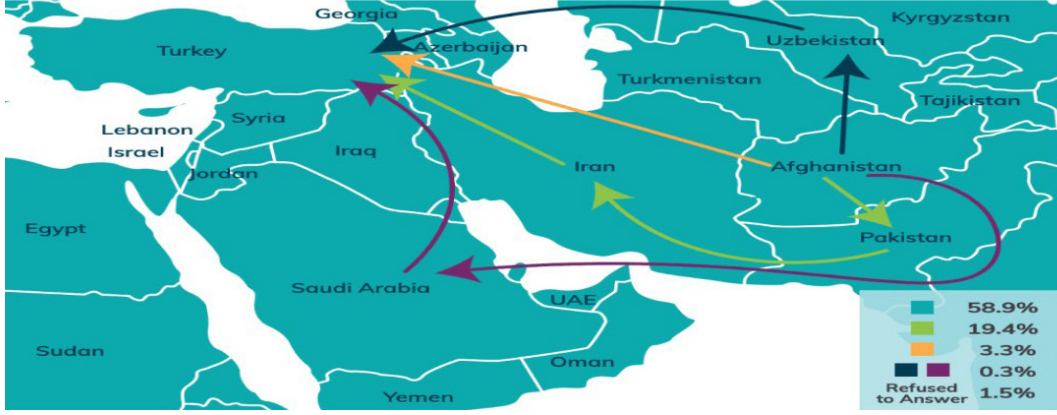 Georgia
Kyrgyzstan
Turkey
Azerbaijan
Uzbekistan
Turkmenistan
Tajikistan
Lebanon
Syria
Israel
Iraq
Iran
Afghanistan
Jordan
Egypt
Pakistan
Saudi Arabia
UAE
Sudan
Oman
Yemen
58.9%
19.4%
3.3%
0.3%
Refused
to Answer 1.5%